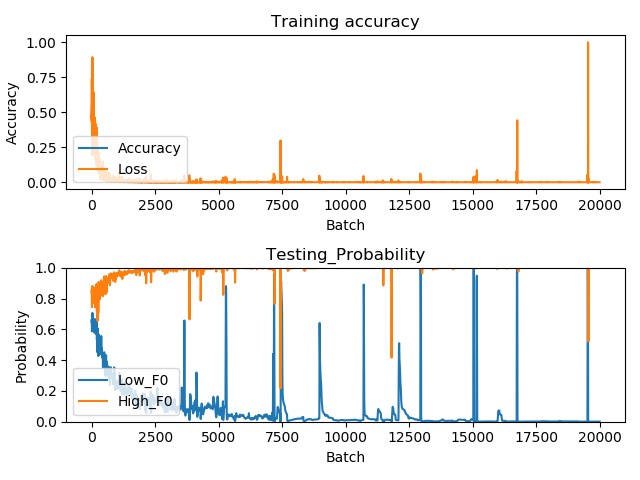 Training accuracy
1.00
0.75
0.50
0.25
0.00
Accuracy
Accuracy
Loss
0 2500 5000 7500 10000 12500 15000 17500 20000
Batch
Testing_Probability
1.0
0.8
0.6
0.4
0.2
0.0
Probability
Low_F0
High_F0
0 2500 5000 7500 10000 12500 15000 17500 20000
Batch